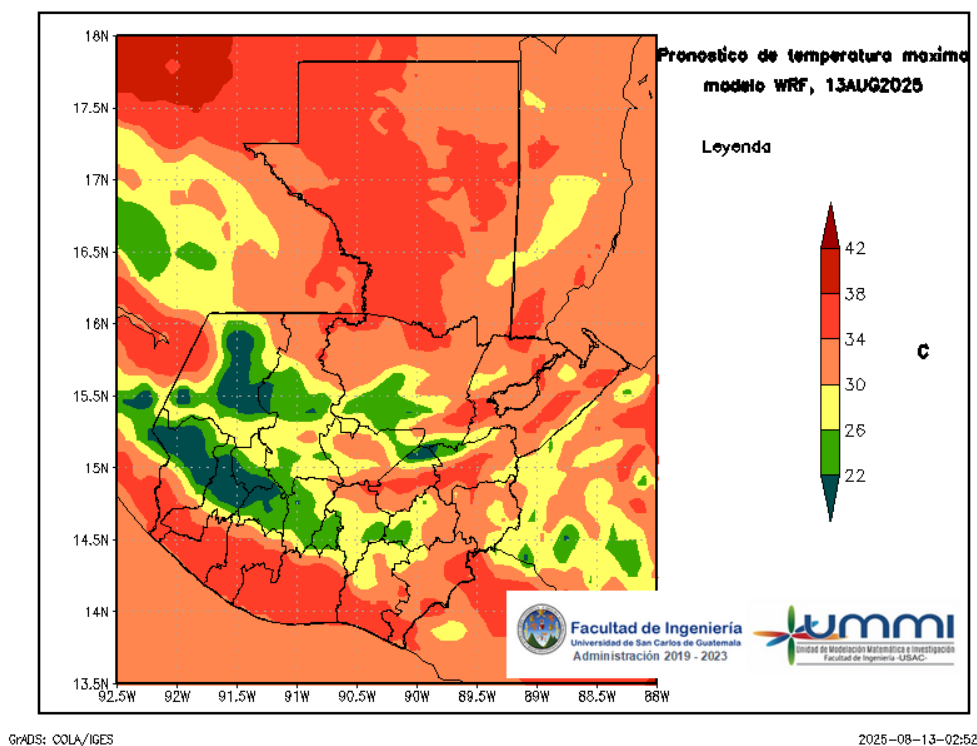 Pronostico de temperatura maxima
modelo WRF, 13AUG2025
Leyenda
42
38
34
30
26
22
C
18N
17.5N
17N
16.5N
16N
15.5N
15N
14.5N
14N
13.5N
92.5W 92W 91.5W 91W 90.5W 90W 89.5W 89W 88.5W 88W
Facultad de Ingeniería
Universidad de San Carlos de Guatemala
Administración 2019 - 2023
ummi
Unidad de Modelación Matemática e Investigación
Facultad de Ingeniería -USAC-
GrADS: COLA/IGES
2025-08-13-02:52